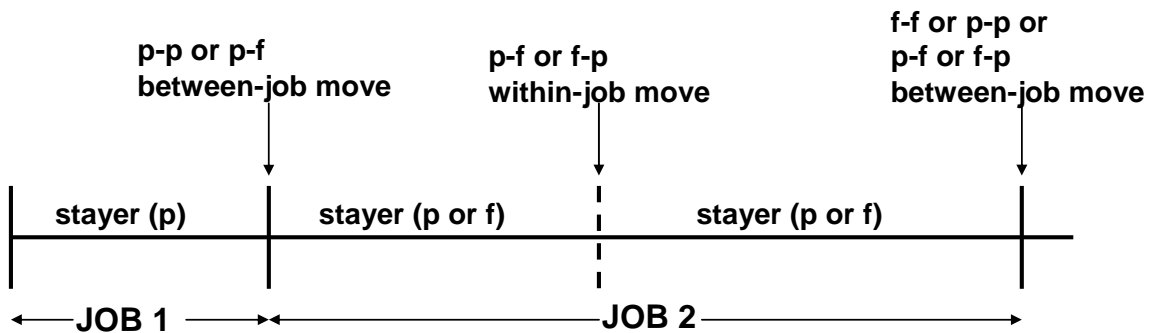 p-p or p-f
between-job move
p-f or f-p
within-job move
f-f or p-p or
p-f or f-p
between-job move
stayer (p)
stayer (p or f)
stayer (p or f)
JOB 1
JOB 2